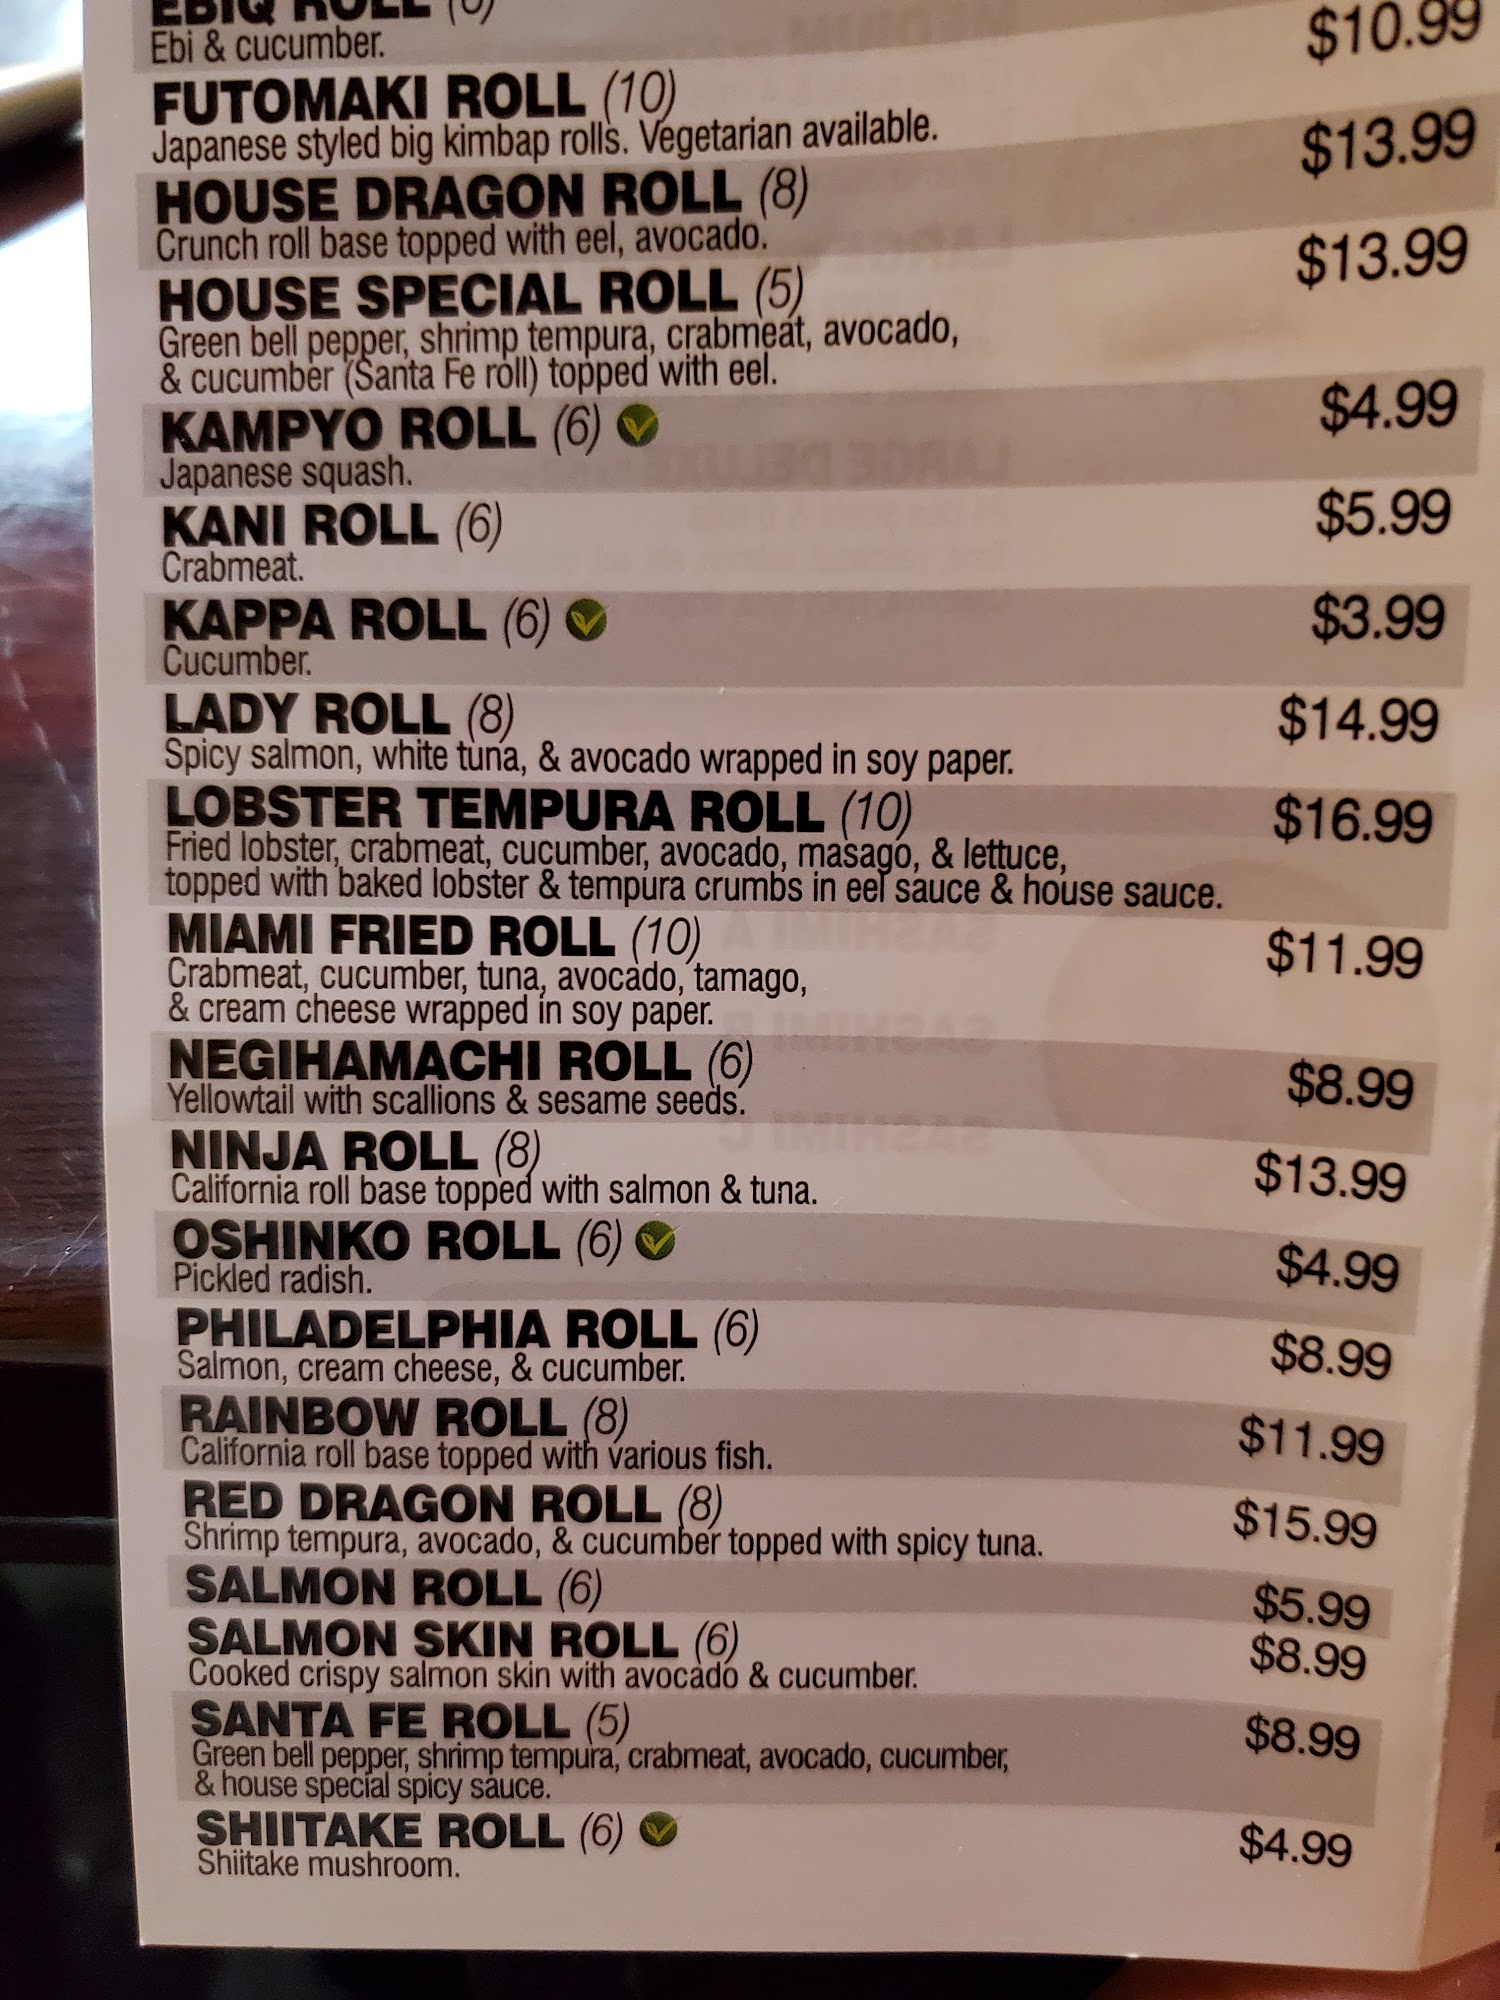 EBIQ ROLL
Ebi & cucumber.
FUTOMAKI ROLL (10) $10.99
Japanese styled big kimbap rolls. Vegetarian available.
HOUSE DRAGON ROLL (8) $13.99
Crunch roll base topped with eel, avocado.
HOUSE SPECIAL ROLL (5) $13.99
Green bell pepper, shrimp tempura, crabmeat, avocado,
& cucumber (Santa Fe roll) topped with eel.
KAMPYO ROLL (6) $4.99
Japanese squash.
KANI ROLL (6) $5.99
Crabmeat.
KAPPA ROLL (6) $3.99
Cucumber.
LADY ROLL (8) $14.99
Spicy salmon, white tuna, & avocado wrapped in soy paper.
LOBSTER TEMPURA ROLL (10) $16.99
Fried lobster, crabmeat, cucumber, avocado, masago, & lettuce,
topped with baked lobster & tempura crumbs in eel sauce & house sauce.
MIAMI FRIED ROLL (10) $11.99
Crabmeat, cucumber, tuna, avocado, tamago,
& cream cheese wrapped in soy paper.
NEGIHAMACHI ROLL (6) $8.99
Yellowtail with scallions & sesame seeds.
NINJA ROLL (8) $13.99
California roll base topped with salmon & tuna.
OSHINKO ROLL (6) $4.99
Pickled radish.
PHILADELPHIA ROLL (6) $8.99
Salmon, cream cheese, & cucumber.
RAINBOW ROLL (8) $11.99
California roll base topped with various fish.
RED DRAGON ROLL (8) $15.99
Shrimp tempura, avocado, & cucumber topped with spicy tuna.
SALMON ROLL (6) $5.99
SALMON SKIN ROLL (6) $8.99
Cooked crispy salmon skin with avocado & cucumber.
SANTA FE ROLL (5) $8.99
Green bell pepper, shrimp tempura, crabmeat, avocado, cucumber,
& house special spicy sauce.
SHIITAKE ROLL (6) $4.99
Shiitake mushroom.